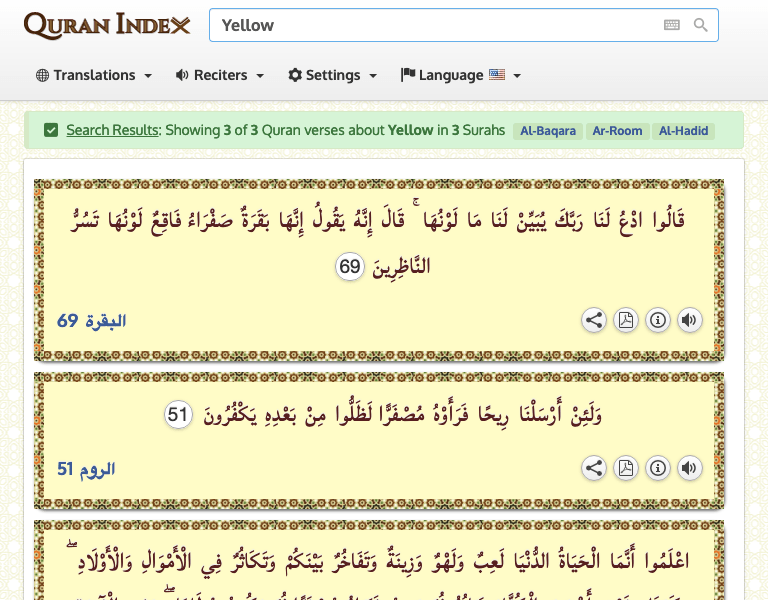 QURAN INDEX
Yellow
Translations Reciters Settings Language
Search Results: Showing 3 of 3 Quran verses about Yellow in 3 Surahs Al-Baqara Ar-Room Al-Hadid
قَالُوا ادْعُ لَنَا رَبَّكَ يُبَيِّنْ لَنَا مَا لَوْنُهَا ۚ قَالَ إِنَّهُ يَقُولُ إِنَّهَا بَقَرَةٌ صَفْرَاءُ فَاقِعٌ لَوْنُهَا تَسُرُّ
النَّاظِرِينَ 69
البقرة 69
وَلَئِنْ أَرْسَلْنَا رِيحًا فَرَأَوْهُ مُصْفَرًّا لَظَلُّوا مِنْ بَعْدِهِ يَكْفُرُونَ 51
الروم 51
اعْلَمُوا أَنَّمَا الْحَيَاةُ الدُّنْيَا لَعِبٌ وَلَهْوٌ وَزِينَةٌ وَتَفَاخُرٌ بَيْنَكُمْ وَتَكَاثُرٌ فِي الْأَمْوَالِ وَالْأَوْلَادِ ۖ